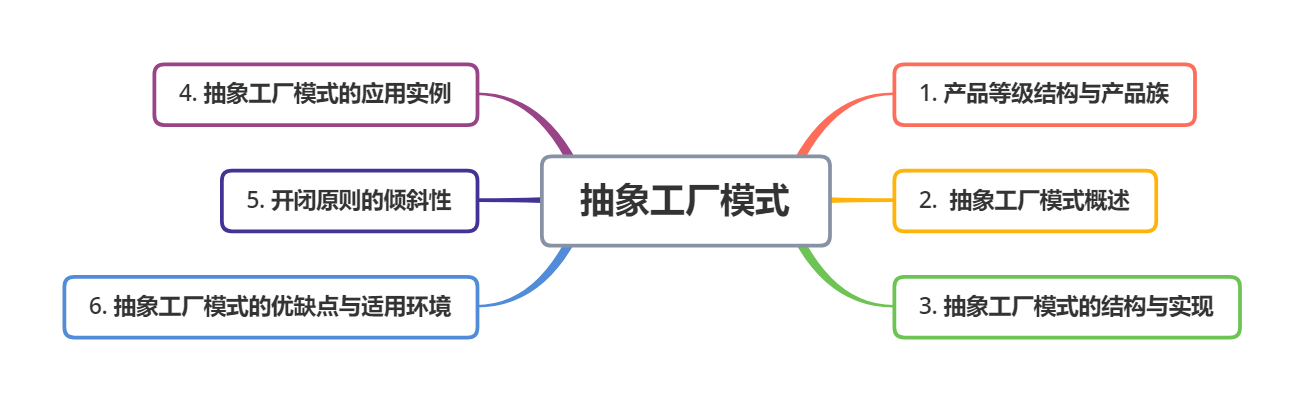 抽象工厂模式
1. 产品等级结构与产品族
2. 抽象工厂模式概述
3. 抽象工厂模式的结构与实现
4. 抽象工厂模式的应用实例
5. 开闭原则的倾斜性
6. 抽象工厂模式的优缺点与适用环境